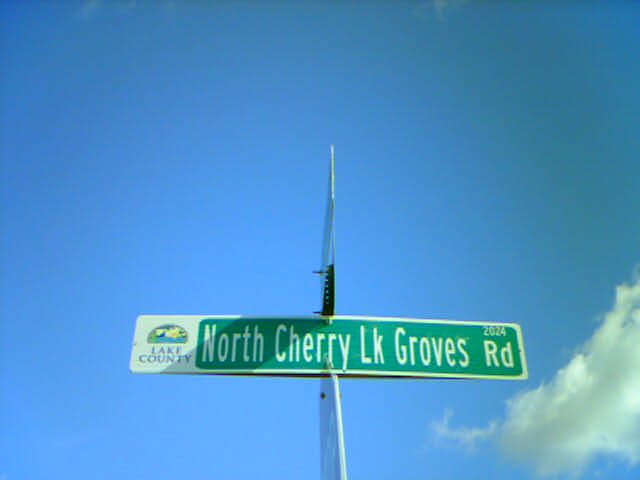 LAKE
COUNTY
North Cherry Lk Groves Rd
2024